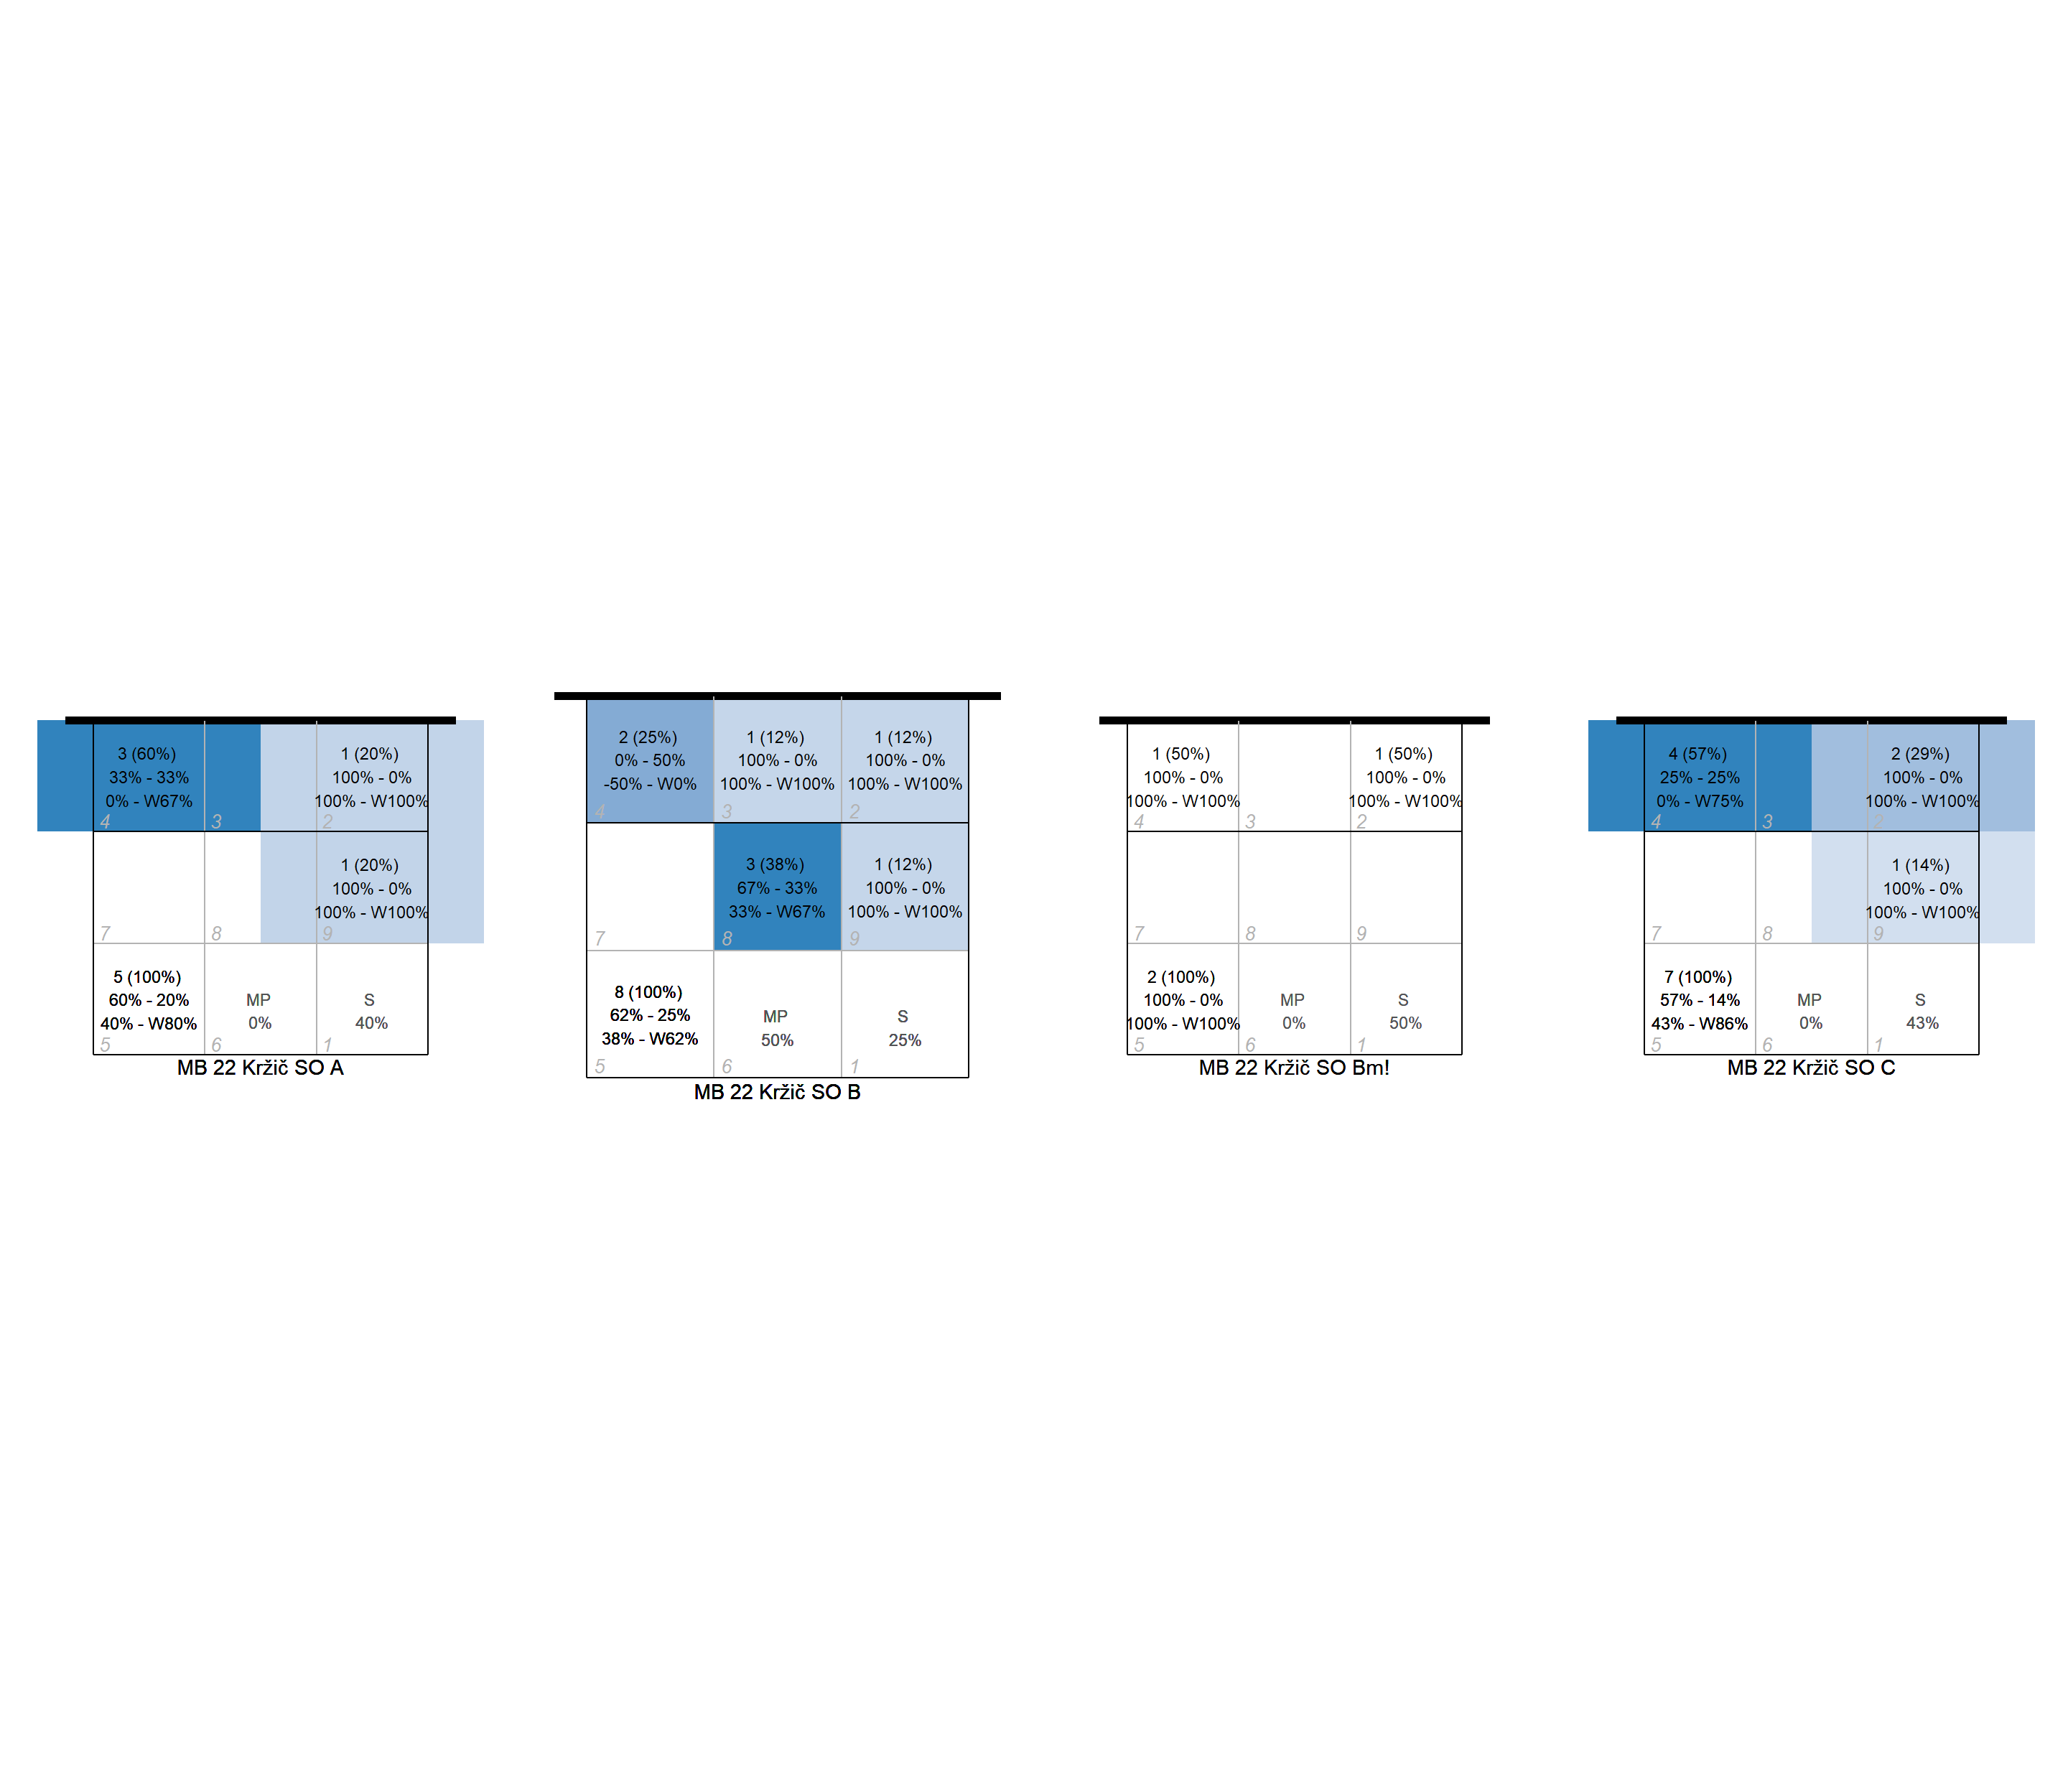 3 (60%)
33% - 33%
0% - W67%
4
3
1 (20%)
100% - 0%
100% - W100%
2
7
8
1 (20%)
100% - 0%
100% - W100%
9
5 (100%)
60% - 20%
40% - W80%
5
MP
0%
6
S
40%
1
MB 22 Kržič SO A
2 (25%)
0% - 50%
-50% - W0%
4
1 (12%)
100% - 0%
100% - W100%
3
1 (12%)
100% - 0%
100% - W100%
2
7
3 (38%)
67% - 33%
33% - W67%
8
1 (12%)
100% - 0%
100% - W100%
9
8 (100%)
62% - 25%
38% - W62%
5
MP
50%
6
S
25%
1
MB 22 Kržič SO B
1 (50%)
100% - 0%
100% - W100%
4
3
1 (50%)
100% - 0%
100% - W100%
2
7
8
9
2 (100%)
100% - 0%
100% - W100%
5
MP
0%
6
S
50%
1
MB 22 Kržič SO Bm!
4 (57%)
25% - 25%
0% - W75%
4
3
2 (29%)
100% - 0%
100% - W100%
2
7
8
1 (14%)
100% - 0%
100% - W100%
9
7 (100%)
57% - 14%
43% - W86%
5
MP
0%
6
S
43%
1
MB 22 Kržič SO C